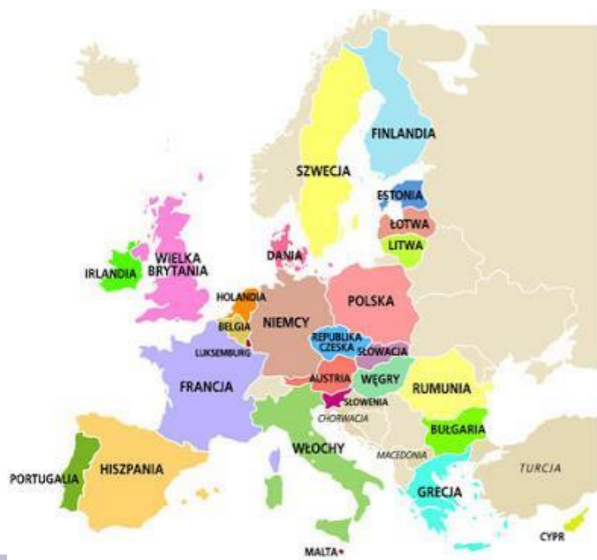 FINLANDIA
SZWECJA
ESTONIA
ŁOTWA
LITWA
DANIA
WIELKA
BRYTANIA
IRLANDIA
HOLANDIA
POLSKA
NIEMCY
BELGIA
REPUBLIKA
CZESKA
LUKSEMBURG
SŁOWACJA
AUSTRIA
WĘGRY
FRANCJA
RUMUNIA
SŁOWENIA
CHORWACJA
BUŁGARIA
WŁOCHY
MACEDONIA
HISZPANIA
TURCJA
PORTUGALIA
GRECJA
CYPR
MALTA